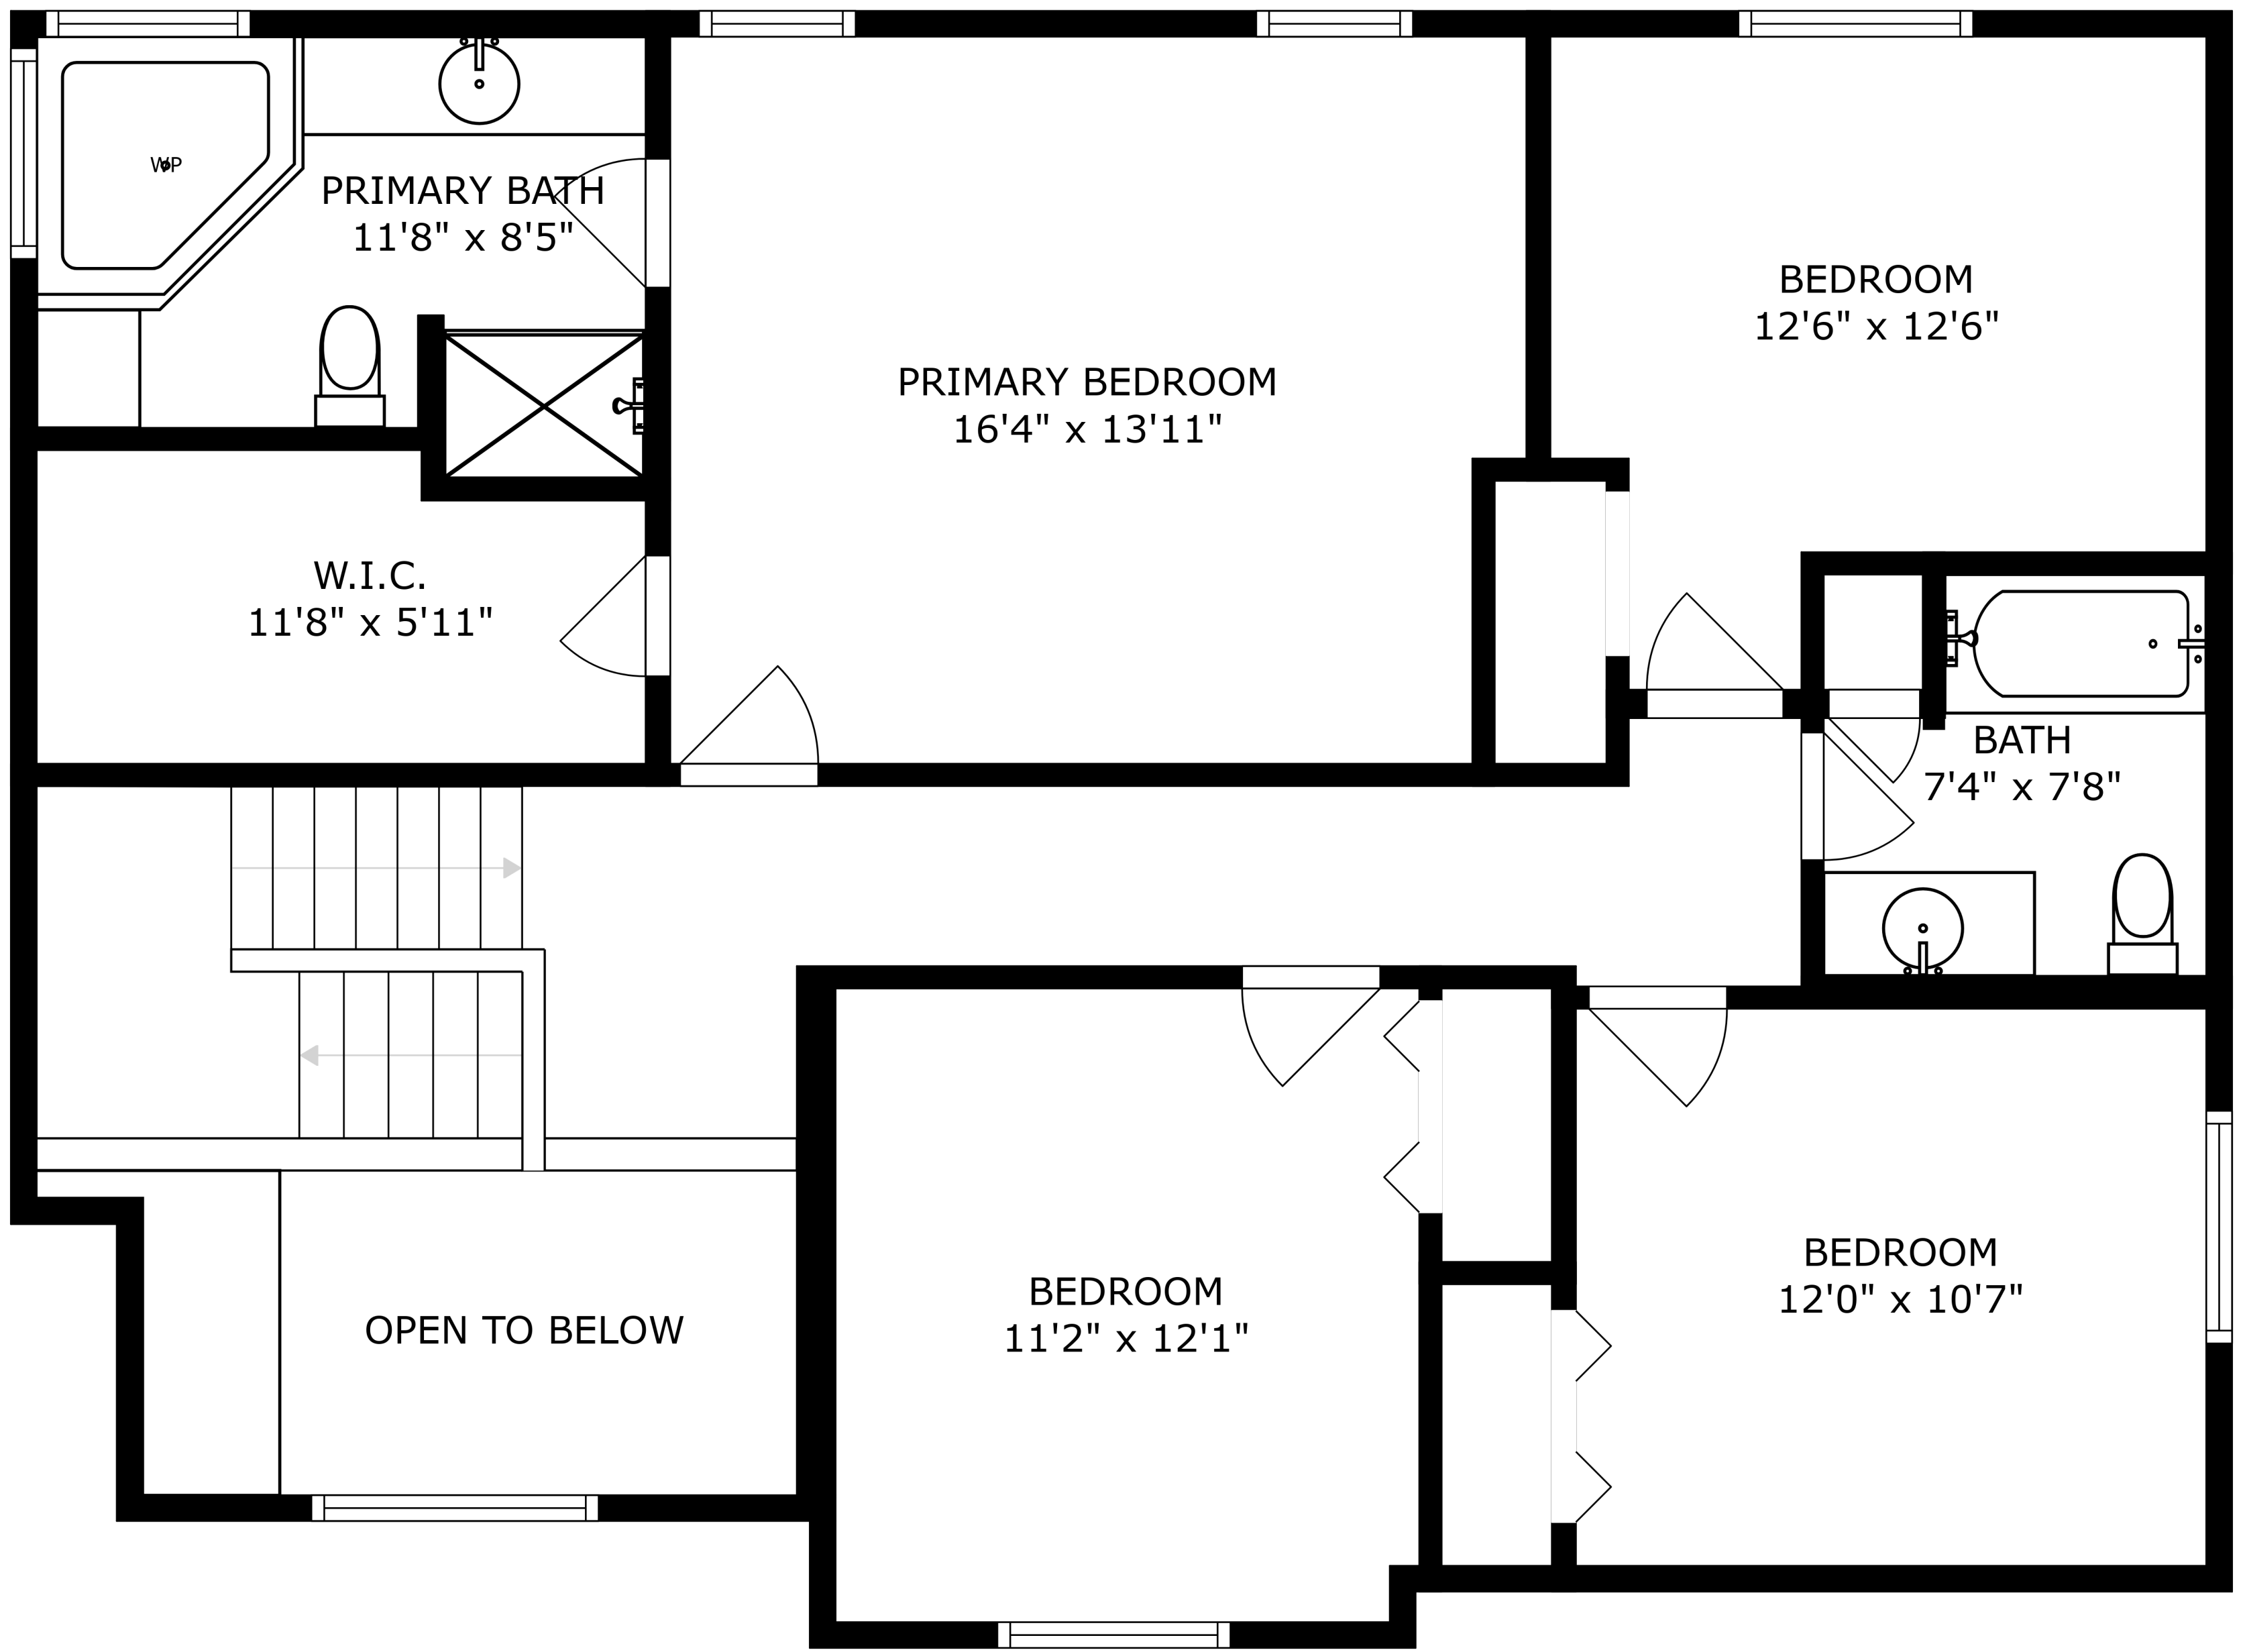 WP
PRIMARY BATH
11'8" x 8'5"
PRIMARY BEDROOM
16'4" x 13'11"
BEDROOM
12'6" x 12'6"
W.I.C.
11'8" x 5'11"
BATH
7'4" x 7'8"
OPEN TO BELOW
BEDROOM
11'2" x 12'1"
BEDROOM
12'0" x 10'7"